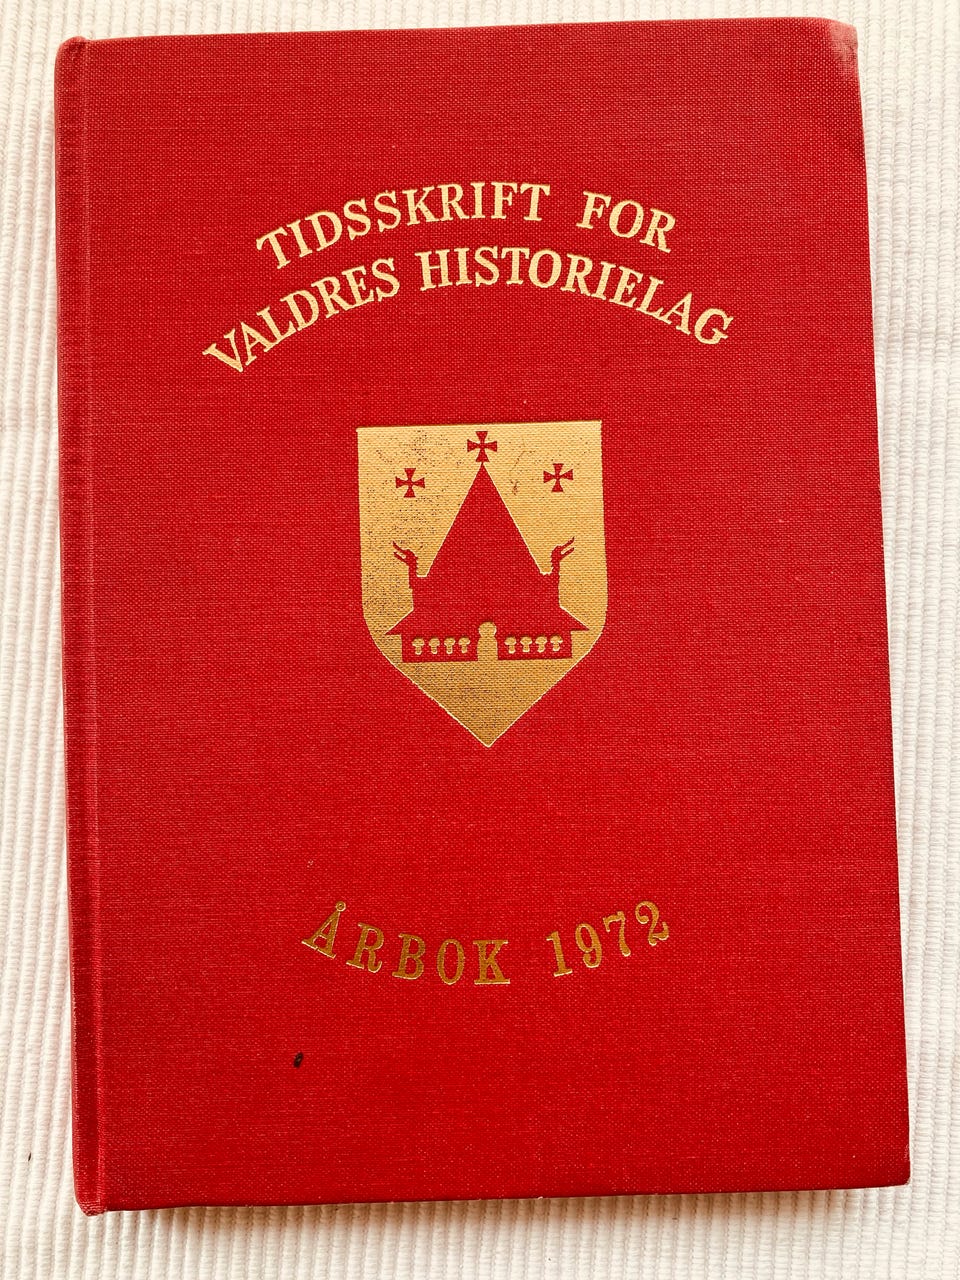 TIDSSKRIFT FOR
VALDRES HISTORIELAG
ÅRBOK 1972